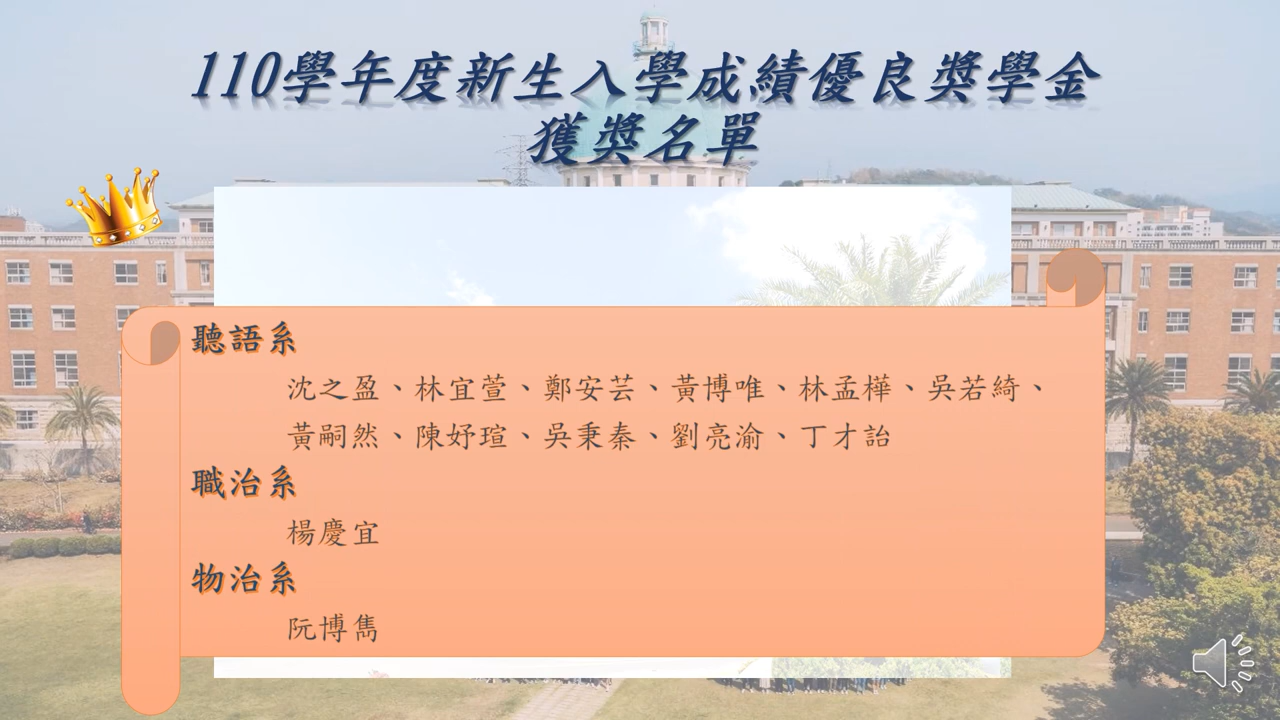 110學年度新生入學成績優良獎學金
獲獎名單
聽語系
沈之盈、林宜萱、鄭安芸、黃博唯、林孟樺、吳若綺、
黃嗣然、陳妤瑄、吳秉秦、劉亮渝、丁才詒
職治系
楊慶宜
物治系
阮博雋